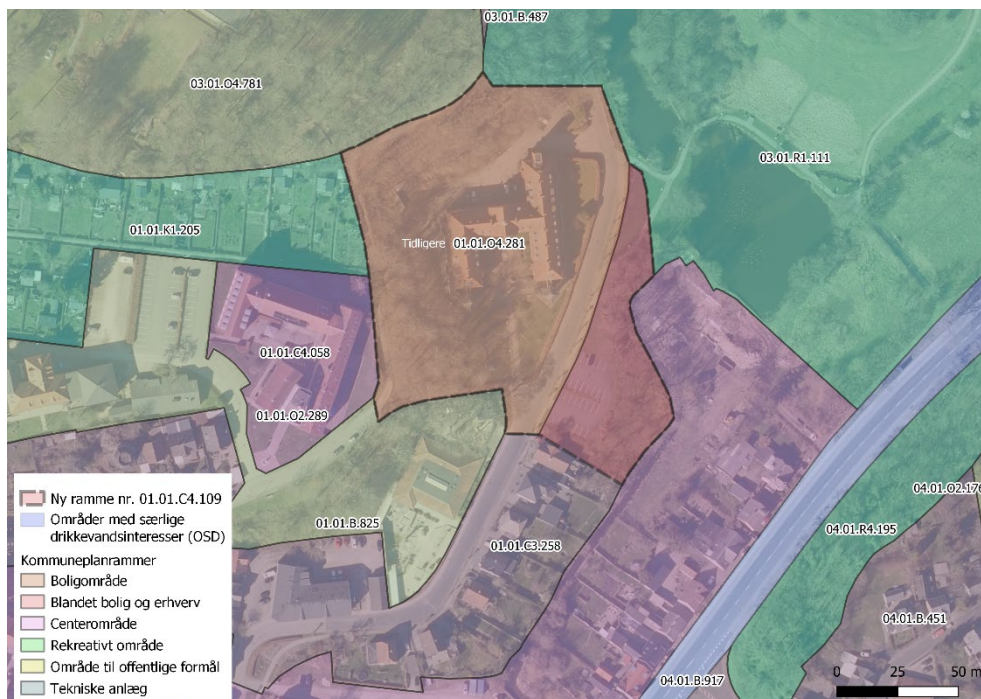 03.01.B.487
03.01.O4.781
03.01.R1.111
01.01.K1.205
Tidligere 01.01.O4.281
01.01.C4.058
01.01.O2.289
04.01.O2.176
01.01.B.825
04.01.R4.195
01.01.C3.258
04.01.B.451
04.01.B.917
Ny ramme nr. 01.01.C4.109
Områder med særlige
drikkevandsinteresser (OSD)
Kommuneplanrammer
Boligområde
Blandet bolig og erhverv
Centerområde
Rekreativt område
Område til offentlige formål
Tekniske anlæg
0 25 50 m